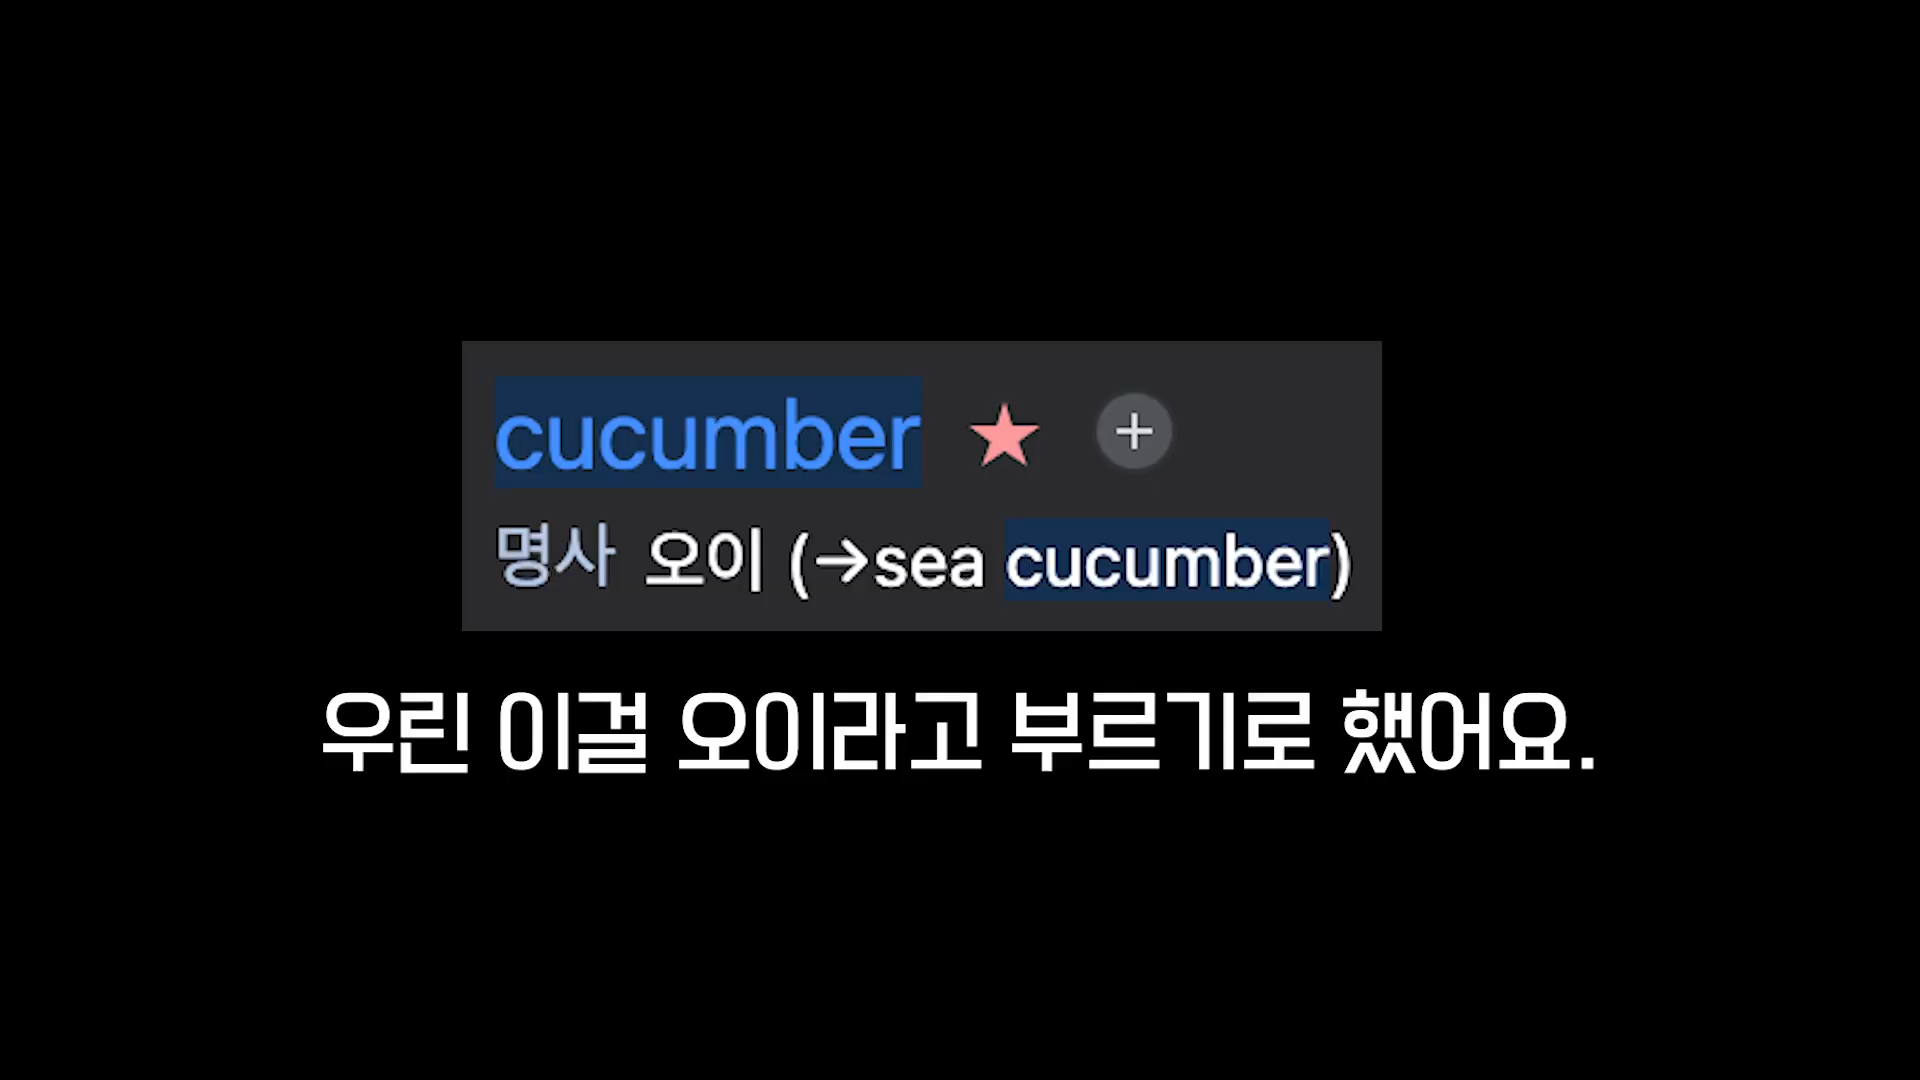 cucumber ★ +
명사 오이 (→sea cucumber)
우린 이걸 오이라고 부르기로 했어요.